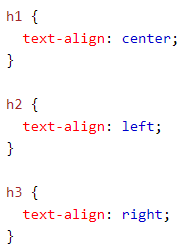 h1 {
  text-align: center;
}

h2 {
  text-align: left;
}

h3 {
  text-align: right;
}